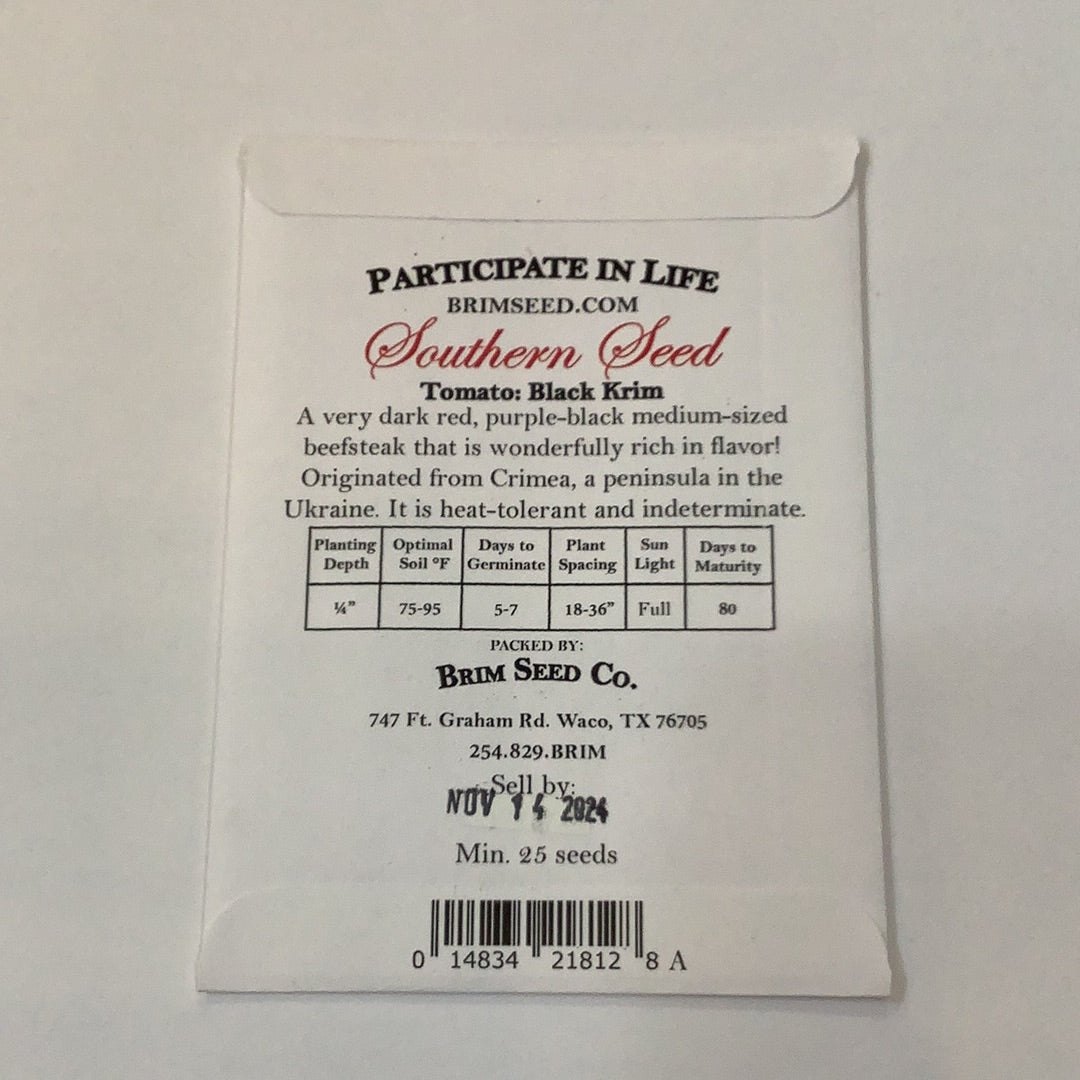 PARTICIPATE IN LIFE
BRIMSEED.COM
Southern Seed
Tomato: Black Krim
A very dark red, purple-black medium-sized
beefsteak that is wonderfully rich in flavor!
Originated from Crimea, a peninsula in the
Ukraine. It is heat-tolerant and indeterminate.
Planting Depth Optimal Soil °F Days to Germinate Plant Spacing Sun Light Days to Maturity
¼” 75-95 5-7 18-36” Full 80
PACKED BY:
BRIM SEED CO.
747 Ft. Graham Rd. Waco, TX 76705
254.829.BRIM
Sell by:
NOV 14 2024
Min. 25 seeds
0 14834 21812 8 A